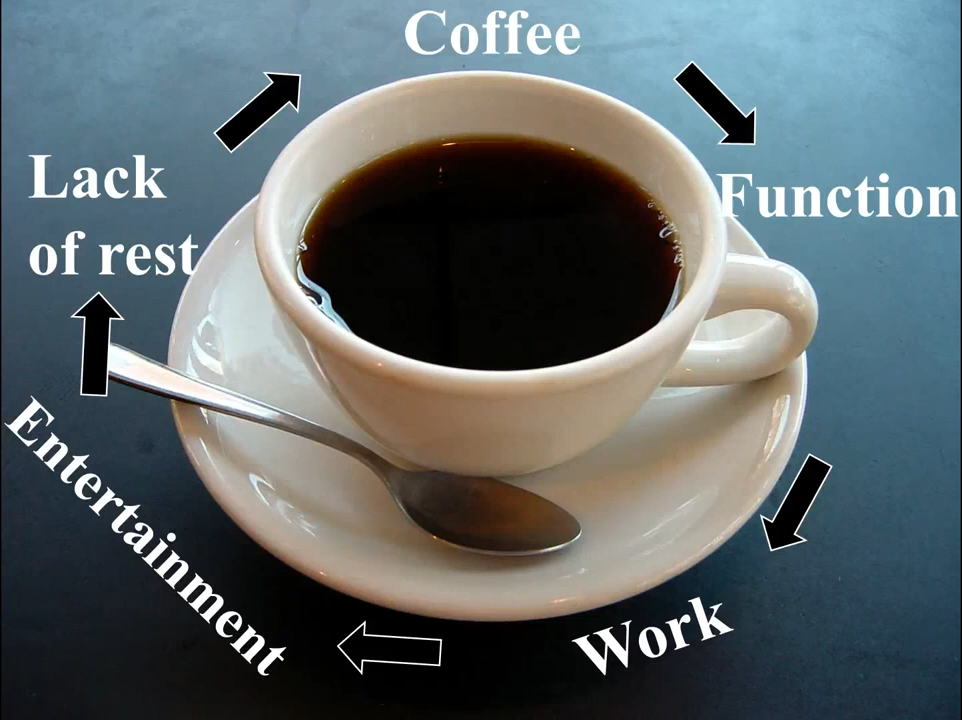 Coffee
Function
Work
Entertainment
Lack
of rest